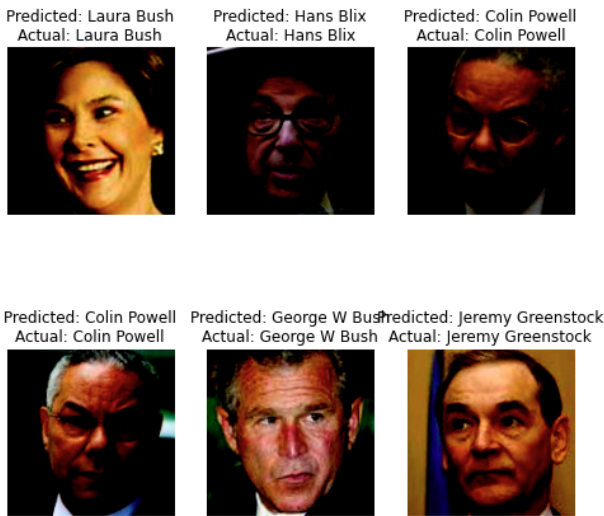 Predicted: Laura Bush
Actual: Laura Bush
Predicted: Hans Blix
Actual: Hans Blix
Predicted: Colin Powell
Actual: Colin Powell
Predicted: Colin Powell
Actual: Colin Powell
Predicted: George W Bush
Actual: George W Bush
Predicted: Jeremy Greenstock
Actual: Jeremy Greenstock